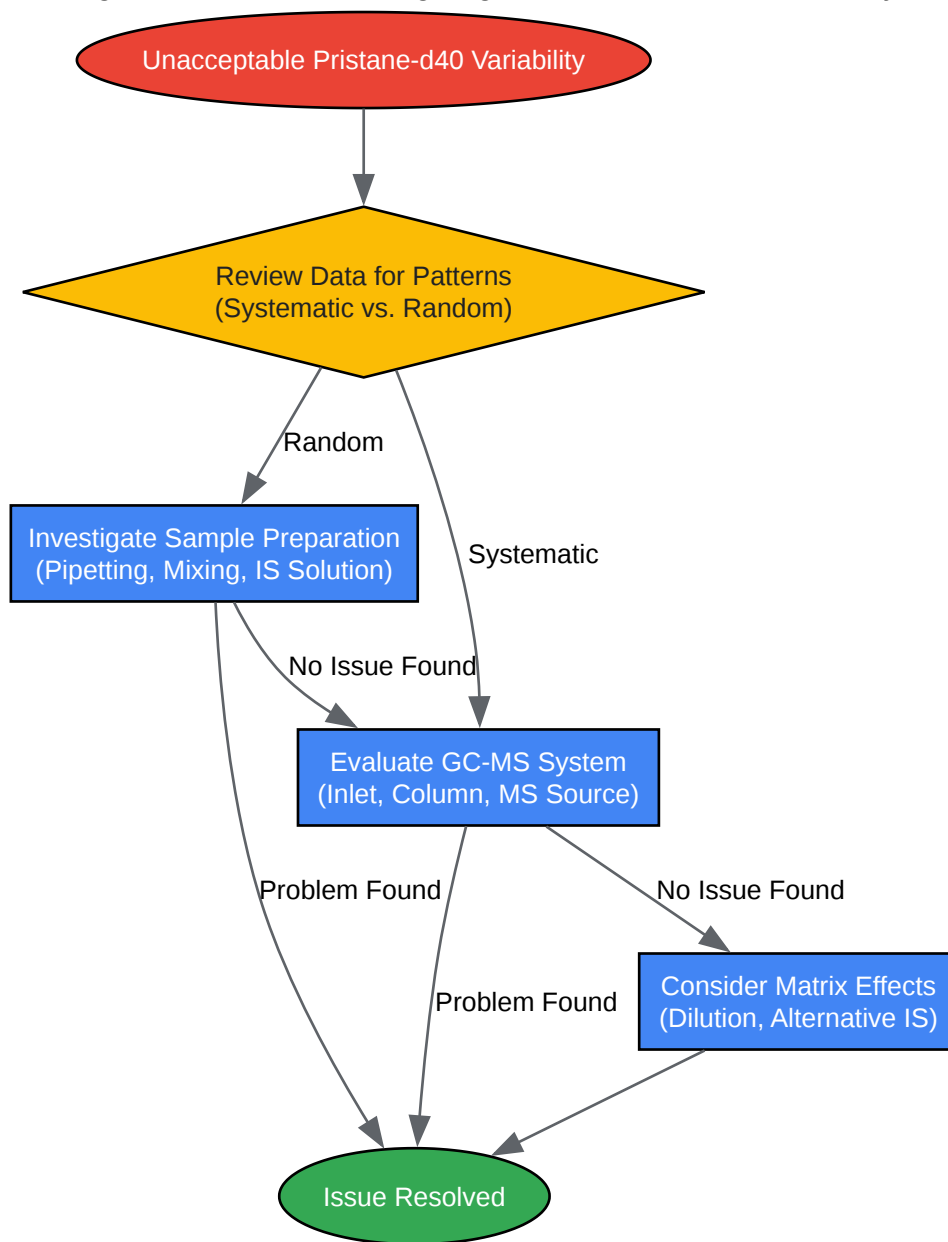 Unacceptable Pristane-d40 Variability
Review Data for Patterns
(Systematic vs. Random)
Random
Systematic
Investigate Sample Preparation
(Pipetting, Mixing, IS Solution)
No Issue Found
Evaluate GC-MS System
(Inlet, Column, MS Source)
Problem Found
No Issue Found
Problem Found
Consider Matrix Effects
(Dilution, Alternative IS)
Issue Resolved